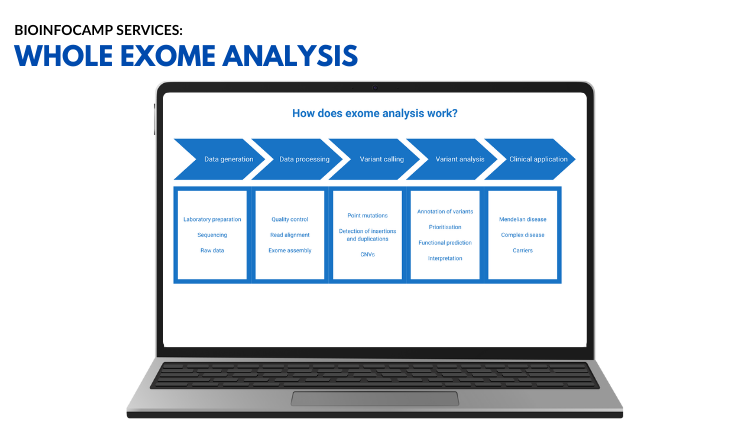 BIOINFOCAMP SERVICES:
WHOLE EXOME ANALYSIS
How does exome analysis work?
Data generation
Data processing
Variant calling
Variant analysis
Clinical application
Laboratory preparation
Sequencing
Raw data
Quality control
Read alignment
Exome assembly
Point mutations
Detection of insertions
and duplications
CNVs
Annotation of variants
Prioritization
Functional prediction
Interpretation
Mendelian disease
Complex disease
Carriers